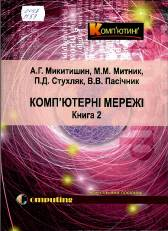 КОМП'ЮТИНГ
А.Г. Микитишин, М.М. Митник,
П.Д. Стухляк, В.В. Пасічник
КОМП'ЮТЕРНІ МЕРЕЖІ
Книга 2
Computing